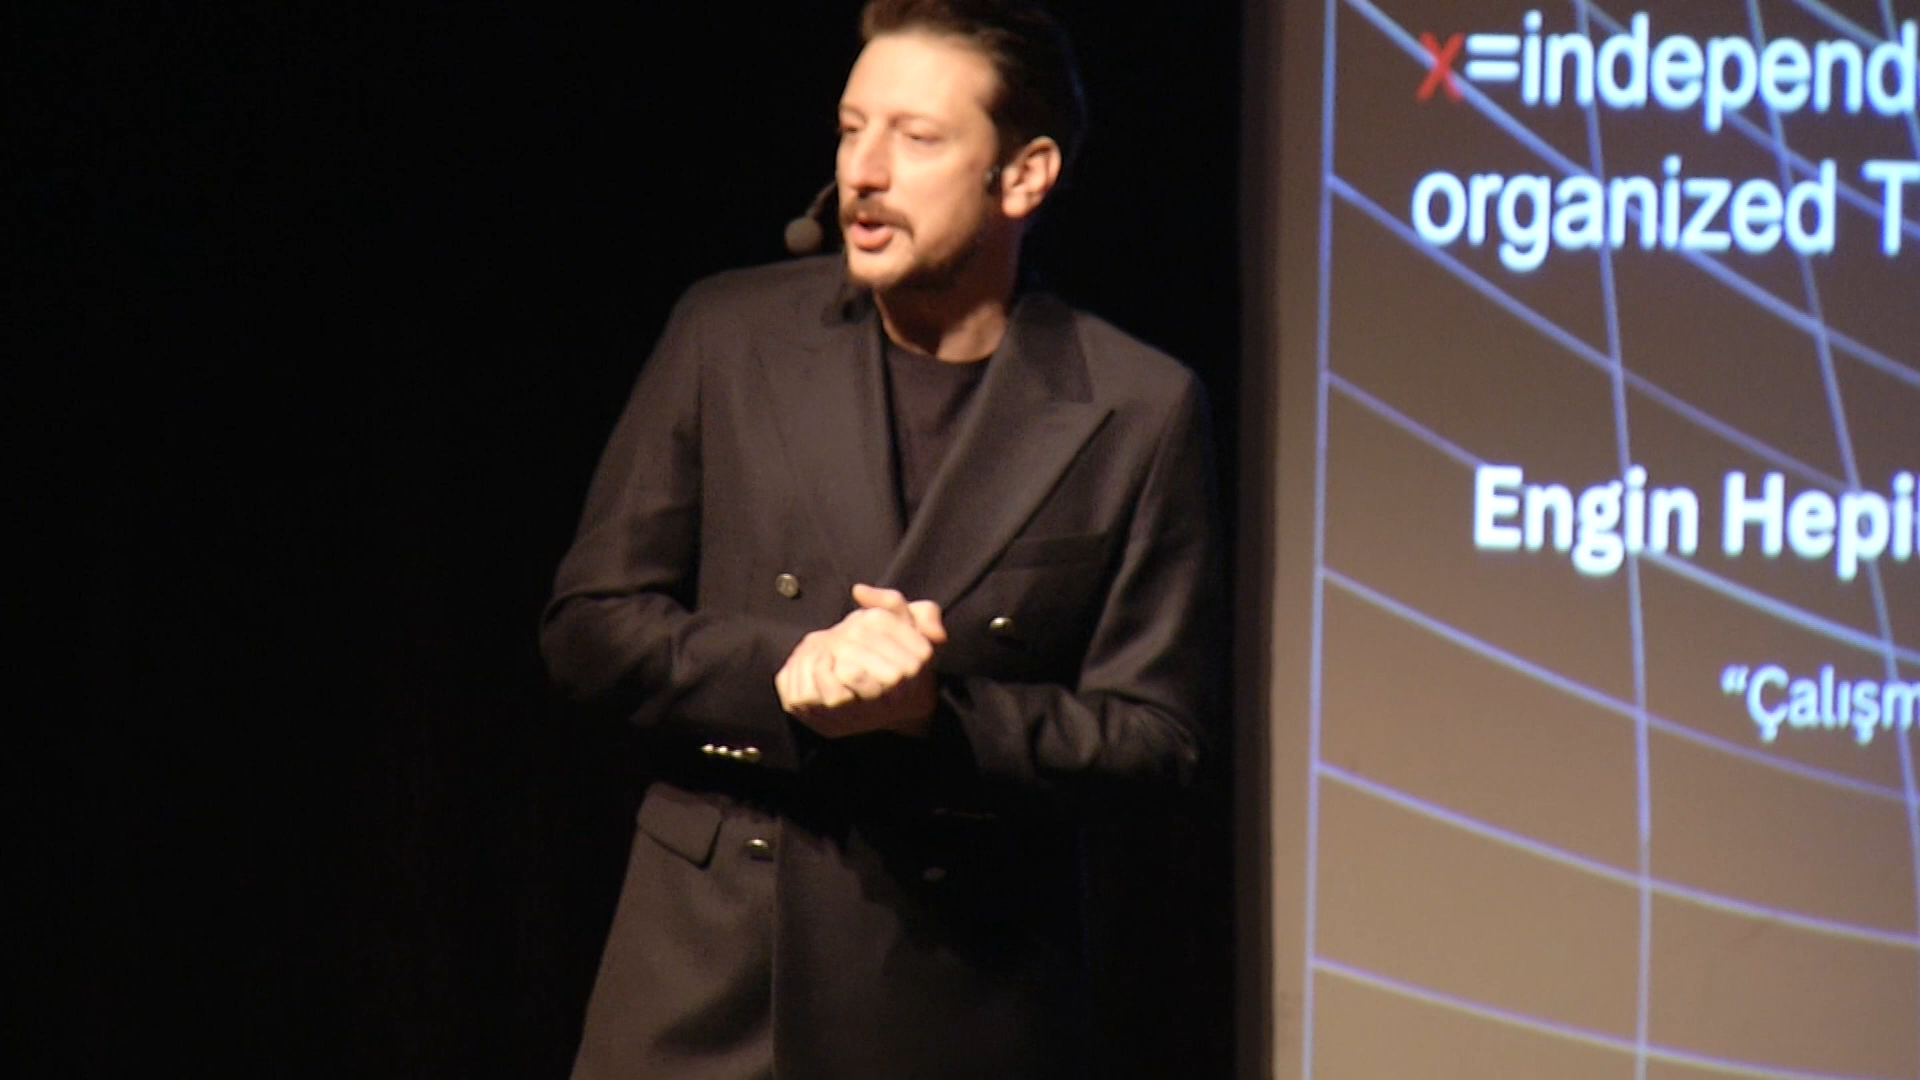 x=independ
organized T
Engin Hepi
“Çalışm